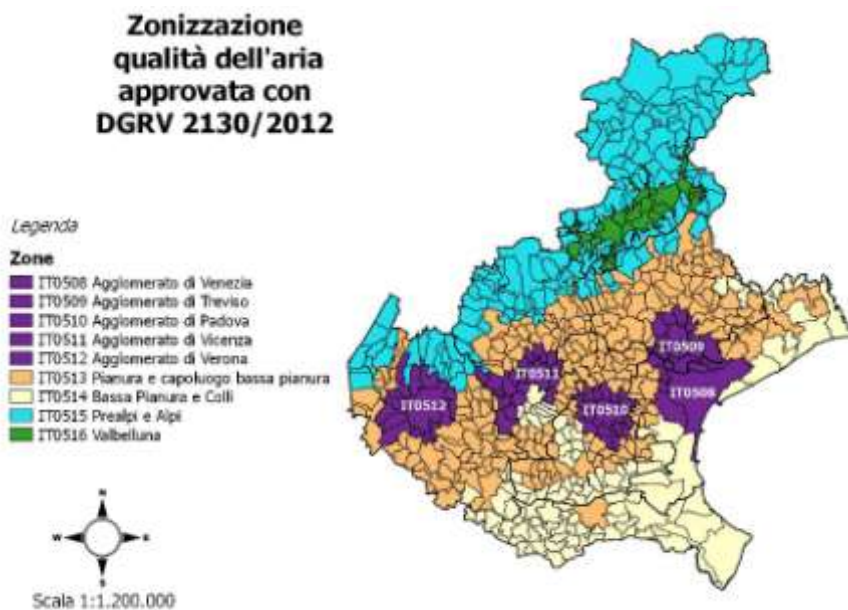 Zonizzazione
qualità dell'aria
approvata con
DGRV 2130/2012
Legenda
Zone
IT0508 Agglomerato di Venezia
IT0509 Agglomerato di Treviso
IT0510 Agglomerato di Padova
IT0511 Agglomerato di Vicenza
IT0512 Agglomerato di Verona
IT0513 Pianura e capoluogo bassa pianura
IT0514 Bassa Pianura e Colli
IT0515 Prealpi e Alpi
IT0516 Valbelluna
IT0509
IT0511
IT0508
IT0512
IT0510
N
W
E
S
Scala 1:1.200.000